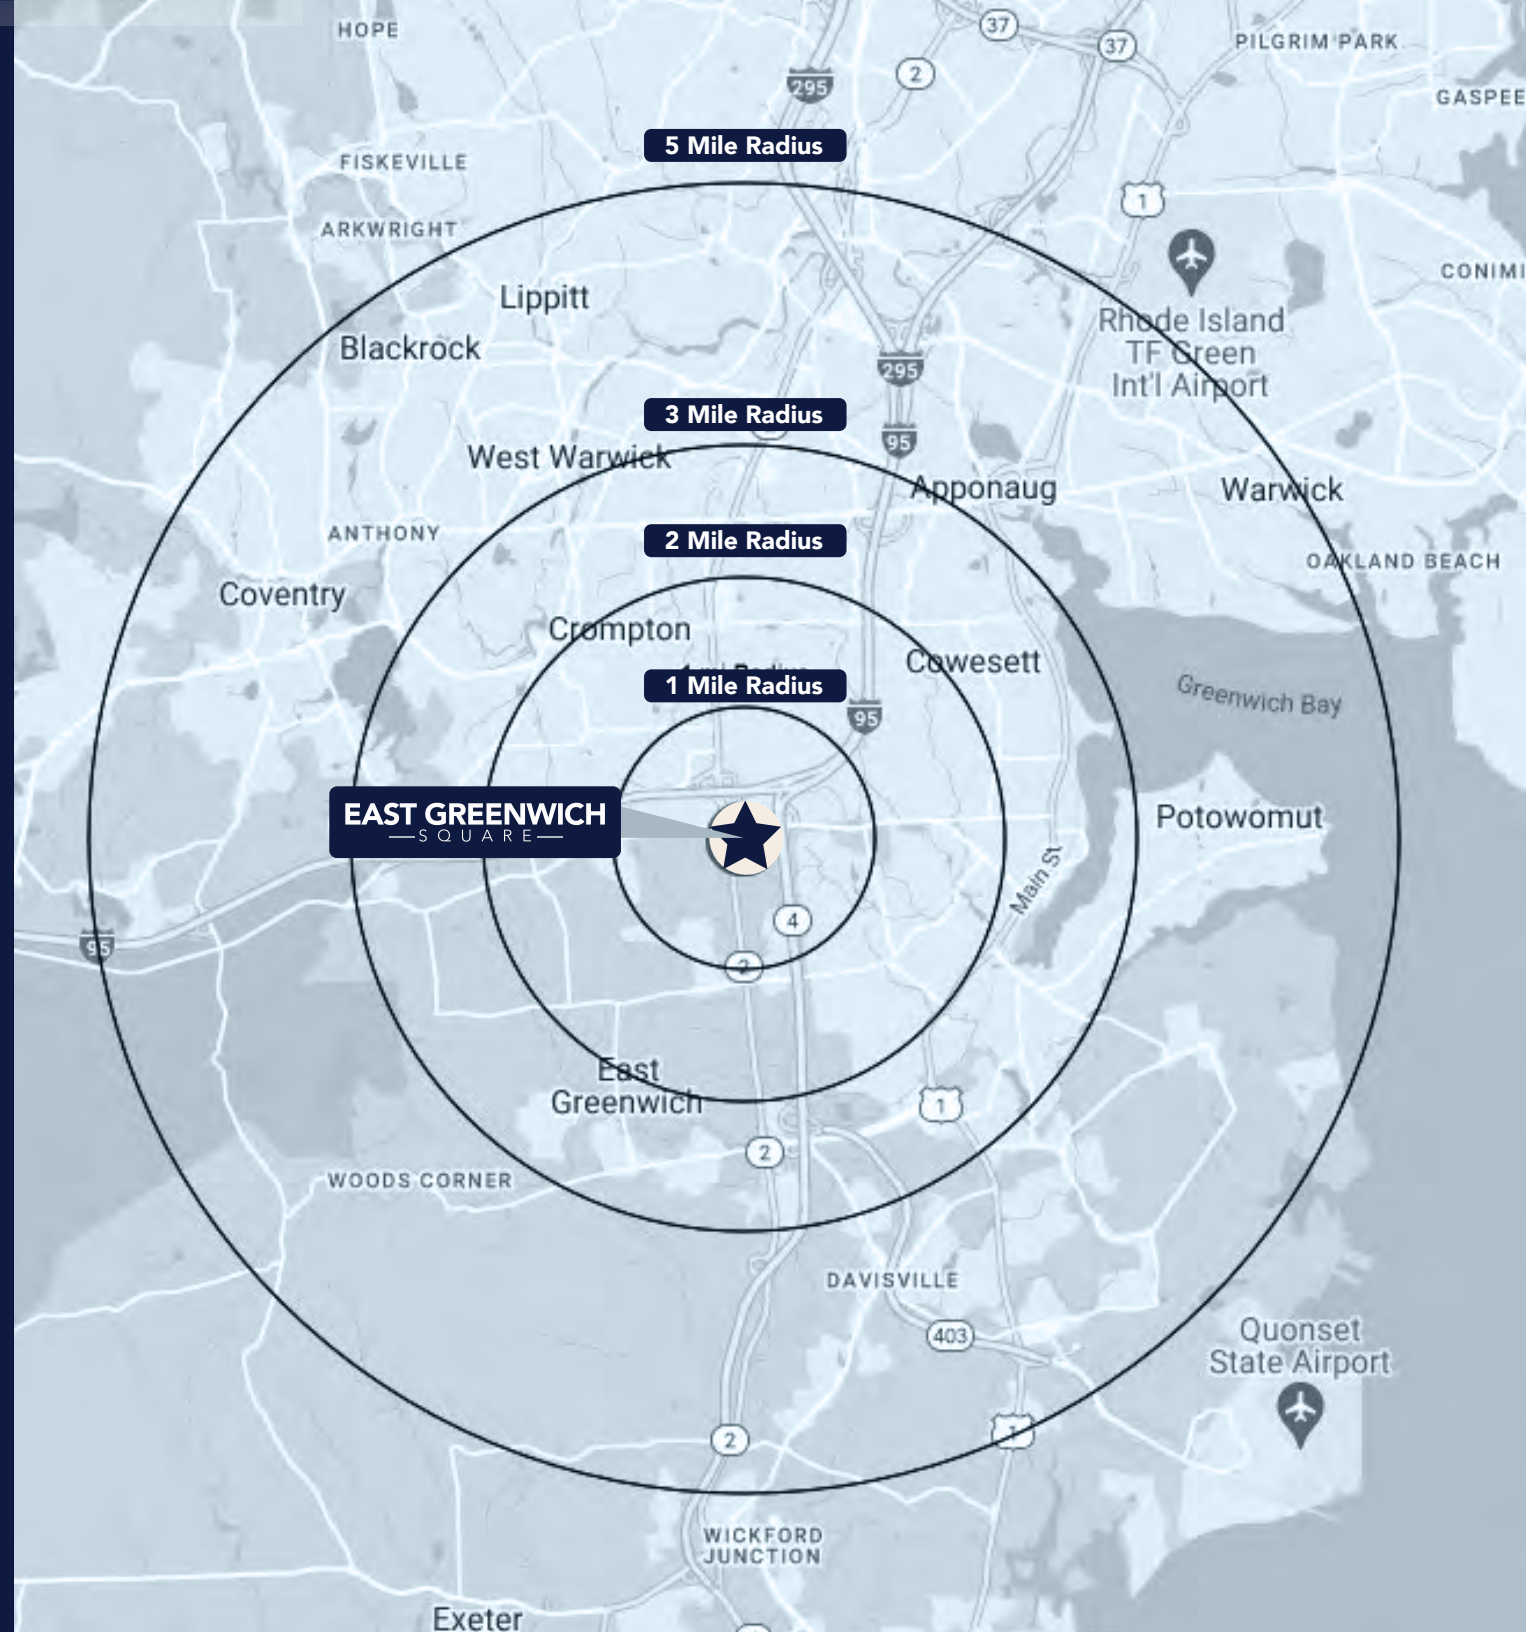 HOPE
37
37
PILGRIM PARK
2
295
GASPEE
5 Mile Radius
FISKEVILLE
1
ARKWRIGHT
CONIMI
Lippitt
Rhode Island
TF Green
Int'l Airport
Blackrock
295
3 Mile Radius
95
West Warwick
Apponaug
Warwick
ANTHONY
2 Mile Radius
OAKLAND BEACH
Coventry
Crompton
Cowesett
1 Mile Radius
Greenwich Bay
95
EAST GREENWICH
SQUARE
Potowomut
Main St
4
95
2
East
Greenwich
1
2
WOODS CORNER
DAVISVILLE
403
Quonset
State Airport
2
1
WICKFORD
JUNCTION
Exeter